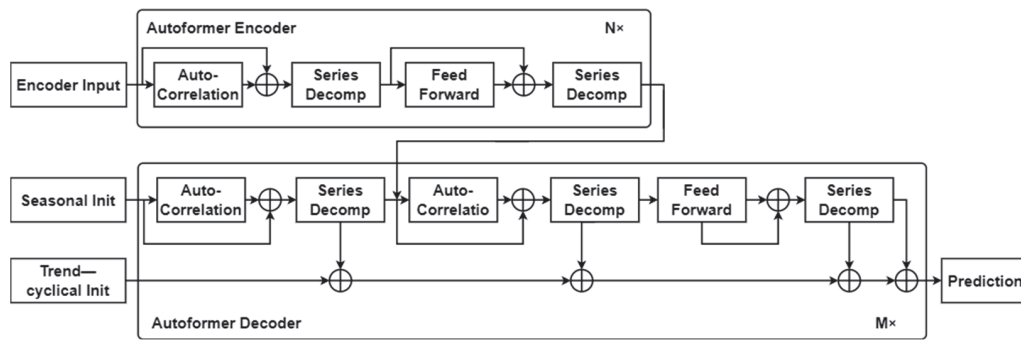 Autoformer Encoder
N×
Encoder Input
Auto-
Correlation
Series
Decomp
Feed
Forward
Series
Decomp
Seasonal Init
Auto-
Correlation
Series
Decomp
Auto-
Correlatio
Series
Decomp
Feed
Forward
Series
Decomp
Trend—
cyclical Init
Prediction
Autoformer Decoder
M×